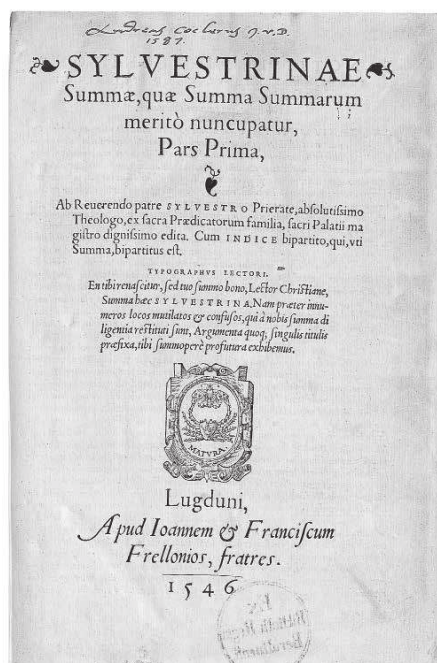 1587.
SYLVESTRINAE
Summæ, quæ Summa Summarum
meritò nuncupatur,
Pars Prima,
Ab Reuerendo patre SYLVESTRO Prierate, absolutissimo
Theologo, ex sacra Prædicatorum familia, sacri Palatii ma
gistro dignissimo edita. Cum INDICE bipartito, qui, vti
Summa, bipartitus est.
TYPOGRAPHVS LECTORI.
En tibi renascitur, sed tuo summo bono, Lector Christiane,
Summa hæc SYLVESTRINA. Nam præter innu-
meros locos mutilatos & confusos, qui à nobis summa di
ligentia restituti sunt, Argumenta quoq; singulis titulis
præfixa, tibi summoperè profutura exhibemus.
MATVRA.
Lugduni,
Apud Ioannem & Franciscum
Frellonios, fratres.
1546